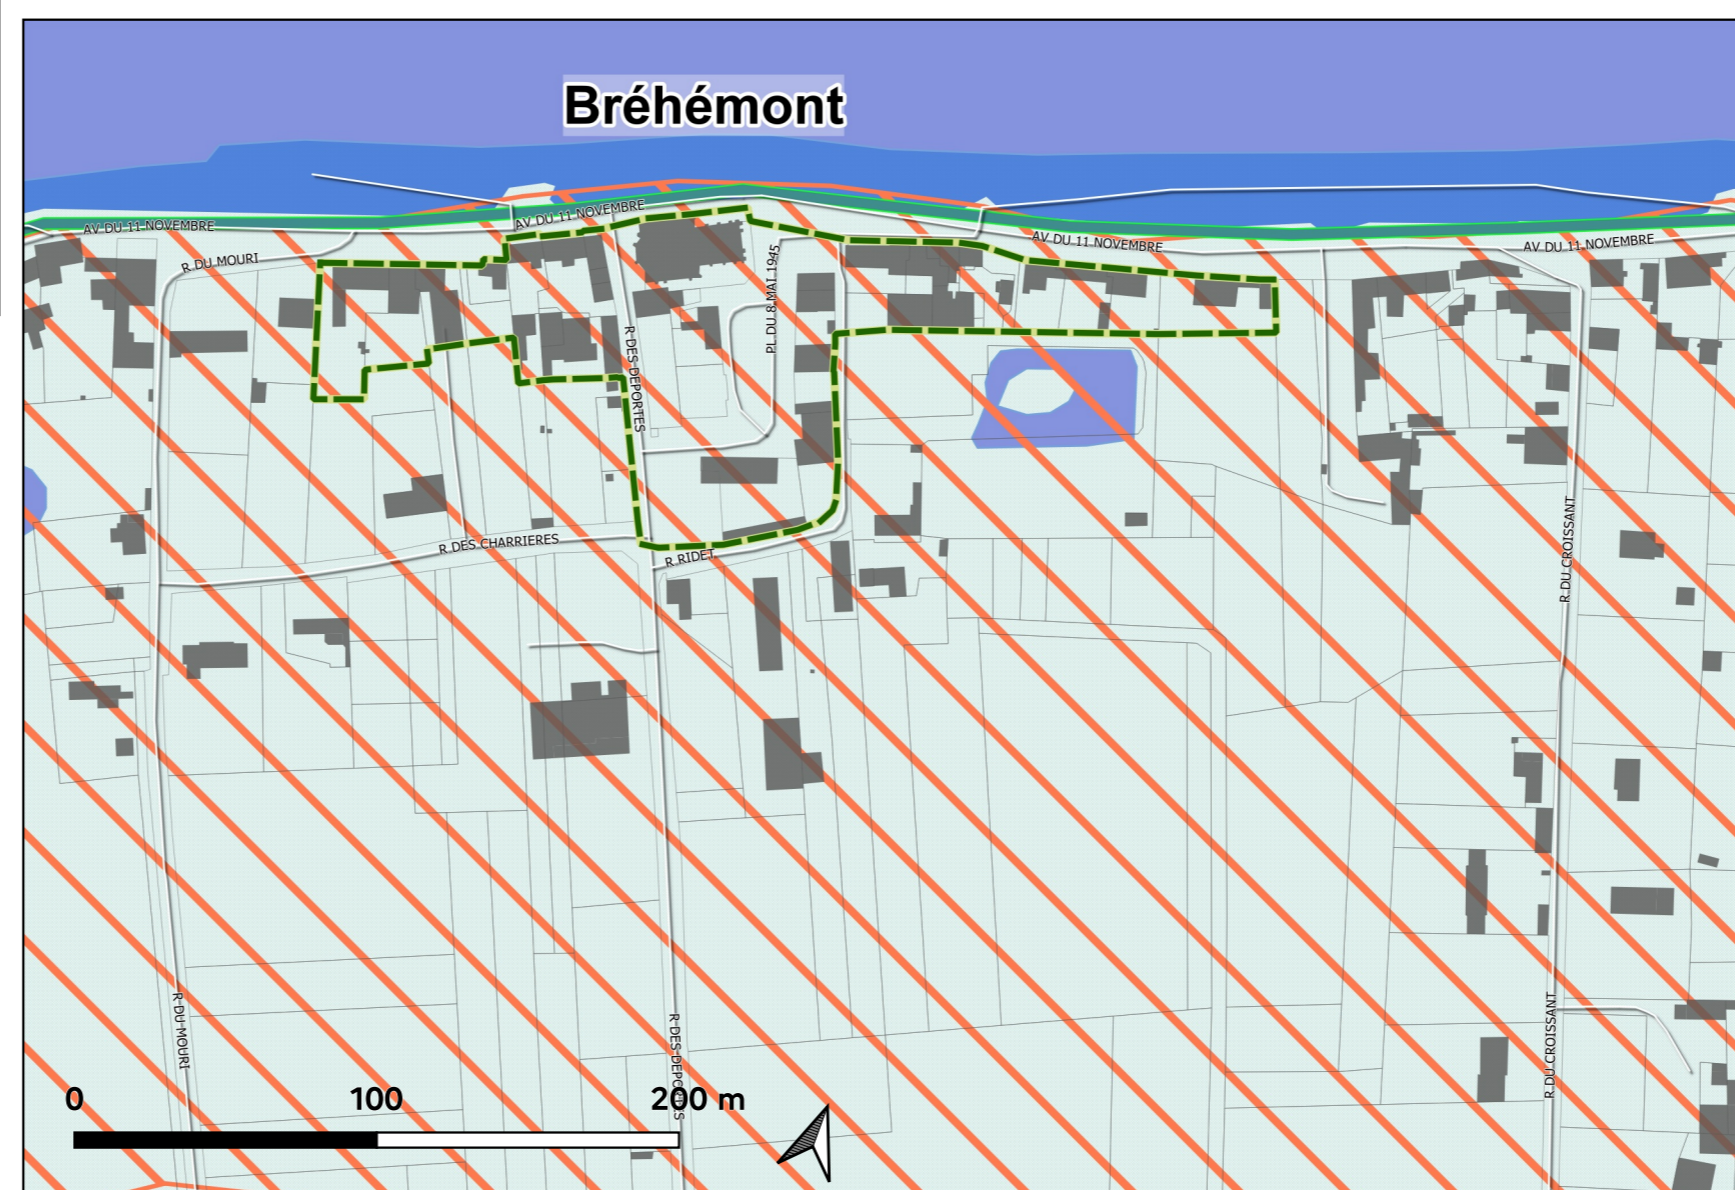 Bréhémont
AV DU 11 NOVEMBRE
AV DU 11 NOVEMBRE
AV DU 11 NOVEMBRE
AV DU 11 NOVEMBRE
R DU MOURI
PL DU 8 MAI 1945
R DES DEPORTES
R DES CHARRIERES
R RIDET
R DU CROISSANT
R DU MOURI
R DES DEPORTES
R DU CROISSANT
0 100 200 m